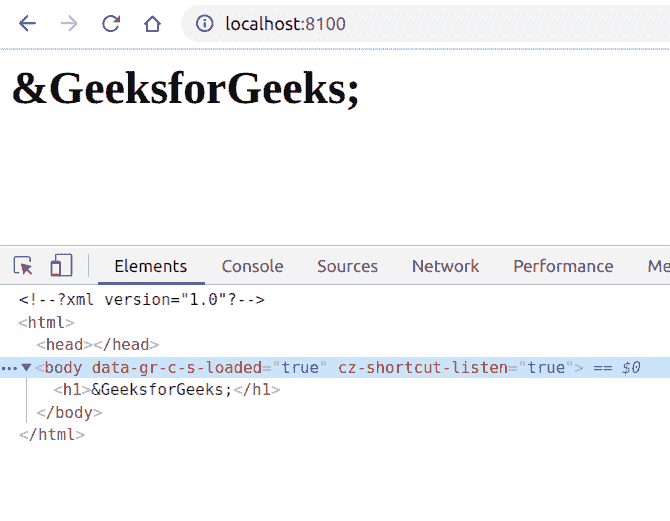 localhost:8100
&GeeksforGeeks;
Elements Console Sources Network Performance Me
<!--?xml version="1.0"?-->
<html>
<head></head>
<body data-gr-c-s-loaded="true" cz-shortcut-listen="true"> == $0
<h1>&GeeksforGeeks;</h1>
</body>
</html>